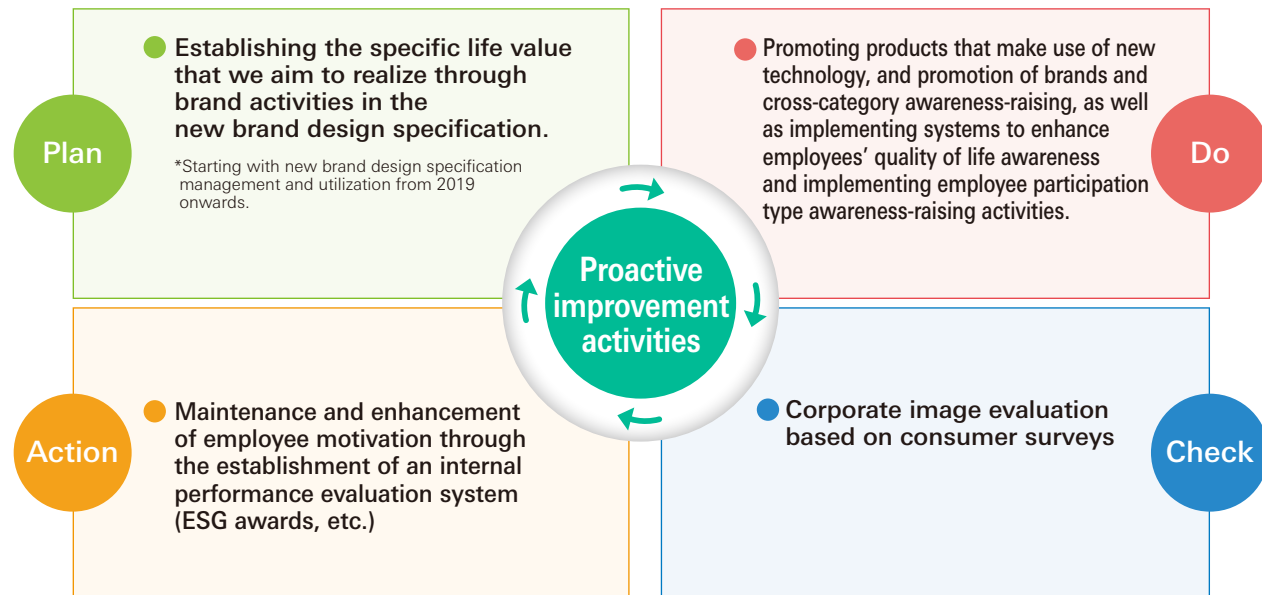 Plan
Establishing the specific life value
that we aim to realize through
brand activities in the
new brand design specification.
*Starting with new brand design specification
management and utilization from 2019
onwards.
Promoting products that make use of new
technology, and promotion of brands and
cross-category awareness-raising, as well
as implementing systems to enhance
employees’ quality of life awareness
and implementing employee participation
type awareness-raising activities.
Do
Proactive
improvement
activities
Action
Maintenance and enhancement
of employee motivation through
the establishment of an internal
performance evaluation system
(ESG awards, etc.)
Corporate image evaluation
based on consumer surveys
Check